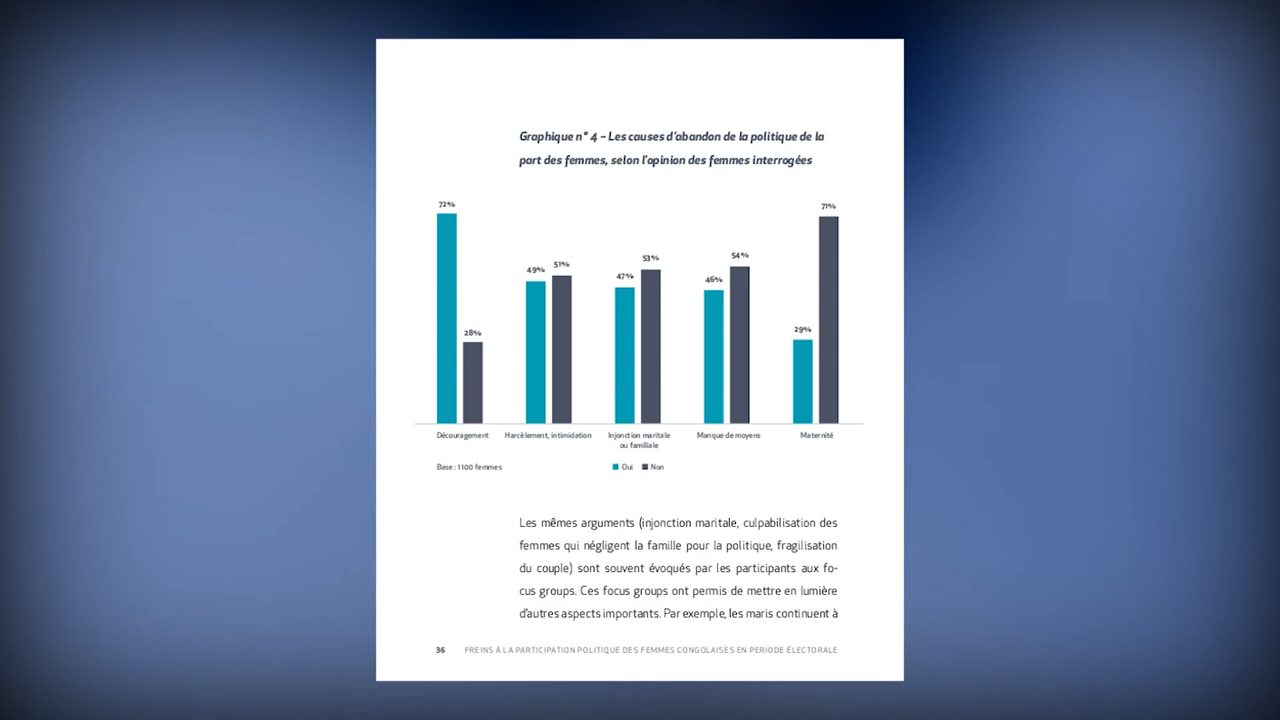 Graphique n° 4 – Les causes d'abandon de la politique de la
part des femmes, selon l'opinion des femmes interrogées
72%
28%
49%
51%
47%
53%
46%
54%
29%
71%
Découragement
Harcèlement, intimidation
Injonction maritale
ou familiale
Manque de moyens
Maternité
Base : 1100 femmes
Oui
Non
Les mêmes arguments (injonction maritale, culpabilisation des
femmes qui négligent la famille pour la politique, fragilisation
du couple) sont souvent évoqués par les participants aux fo-
cus groups. Ces focus groups ont permis de mettre en lumière
d'autres aspects importants. Par exemple, les maris continuent à
36 FREINS À LA PARTICIPATION POLITIQUE DES FEMMES CONGOLAISES EN PERIODE ÉLECTORALE